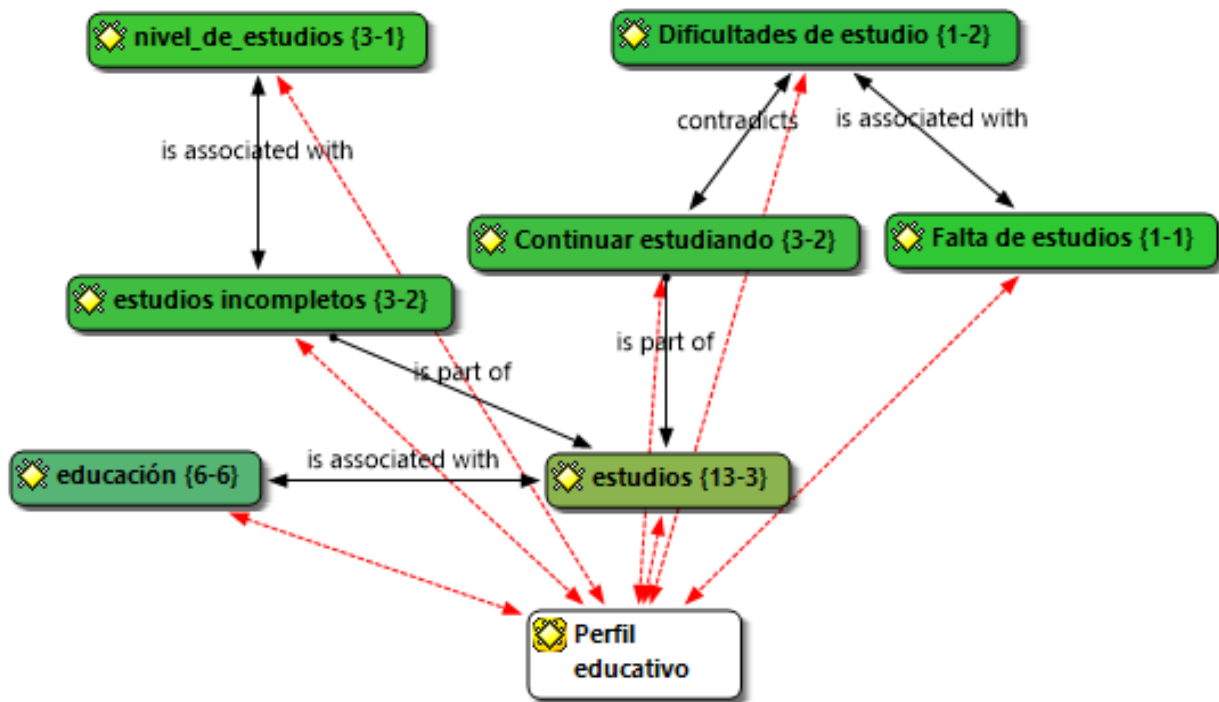 nivel_de_estudios {3-1}
Dificultades de estudio {1-2}
contradicts
is associated with
is associated with
Continuar estudiando {3-2}
Falta de estudios {1-1}
estudios incompletos {3-2}
is part of
is part of
is associated with
educación {6-6}
estudios {13-3}
Perfil
educativo